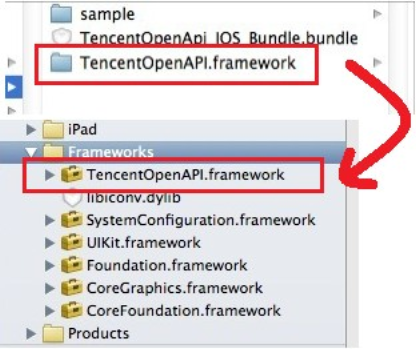 sample
TencentOpenApi_IOS_Bundle.bundle
TencentOpenAPI.framework
iPad
Frameworks
TencentOpenAPI.framework
libiconv.dylib
SystemConfiguration.framework
UIKit.framework
Foundation.framework
CoreGraphics.framework
CoreFoundation.framework
Products